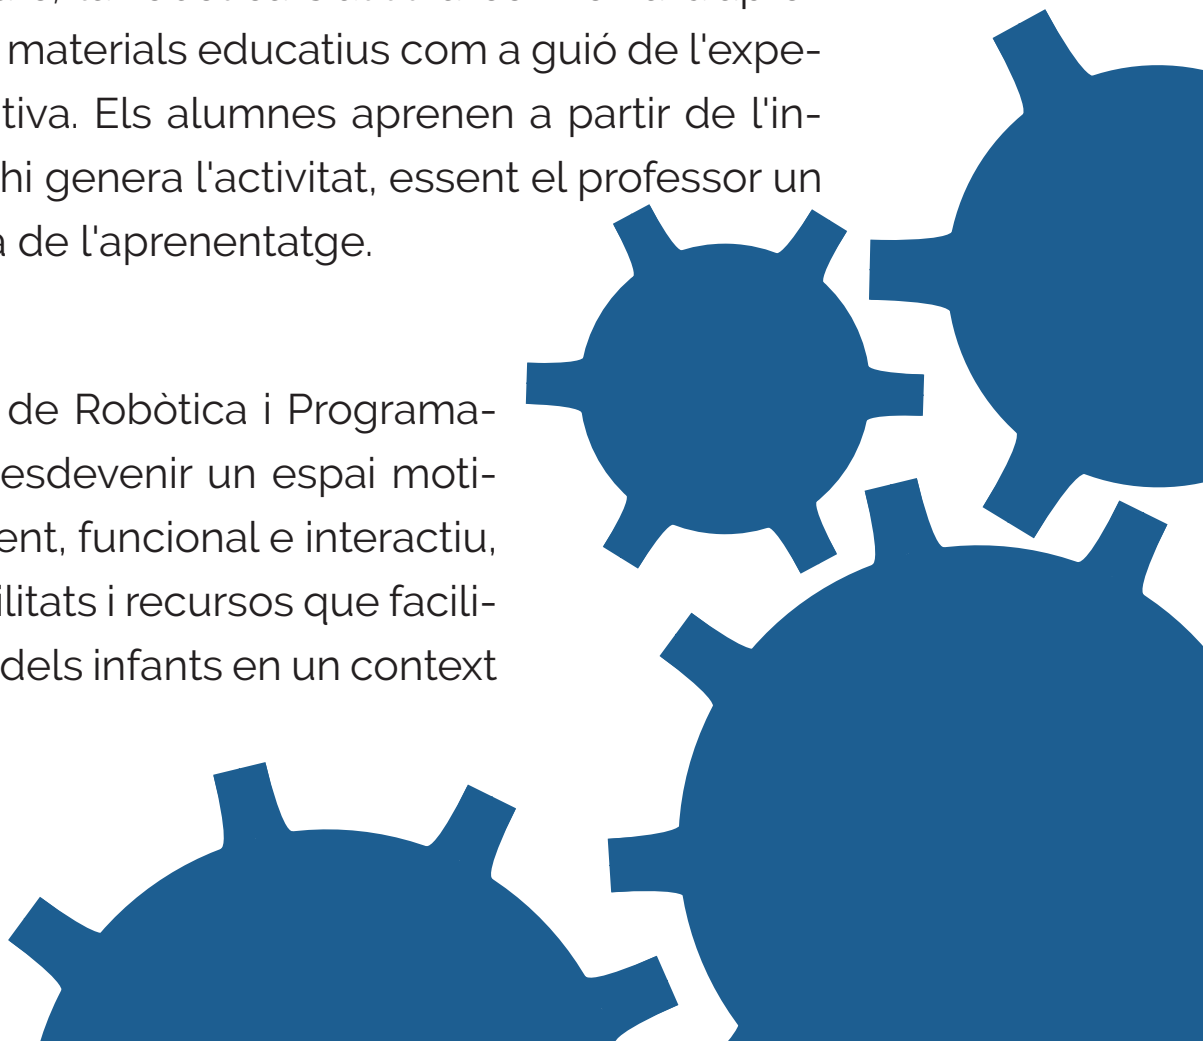 materials educatius com a guió de l'expe-
tiva. Els alumnes aprenen a partir de l'in-
hi genera l'activitat, essent el professor un
de l'aprenentatge.
de Robòtica i Programa-
esdevenir un espai moti-
ent, funcional e interactiu,
ilitats i recursos que facili-
dels infants en un context